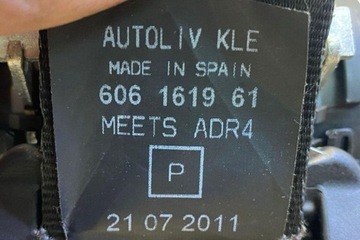 AUTOLIV KLE
MADE IN SPAIN
606 1619 61
MEETS ADR4
P
21 07 2011